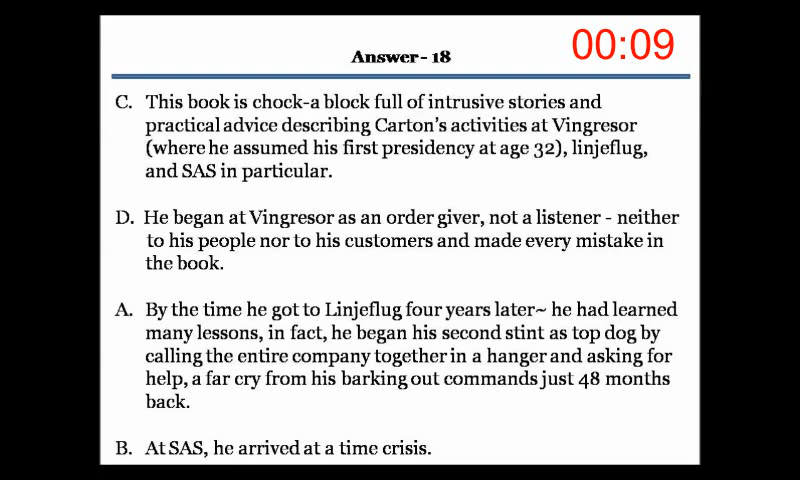 Answer- 18
00:09
C. This book is chock-a block full of intrusive stories and
practical advice describing Carton's activities at Vingresor
(where he assumed his first presidency at age 32), linjeflug,
and SAS in particular.
D. He began at Vingresor as an order giver, not a listener - neither
to his people nor to his customers and made every mistake in
the book.
A. By the time he got to Linjeflug four years later~ he had learned
many lessons, in fact, he began his second stint as top dog by
calling the entire company together in a hanger and asking for
help, a far cry from his barking out commands just 48 months
back.
B. At SAS, he arrived at a time crisis.